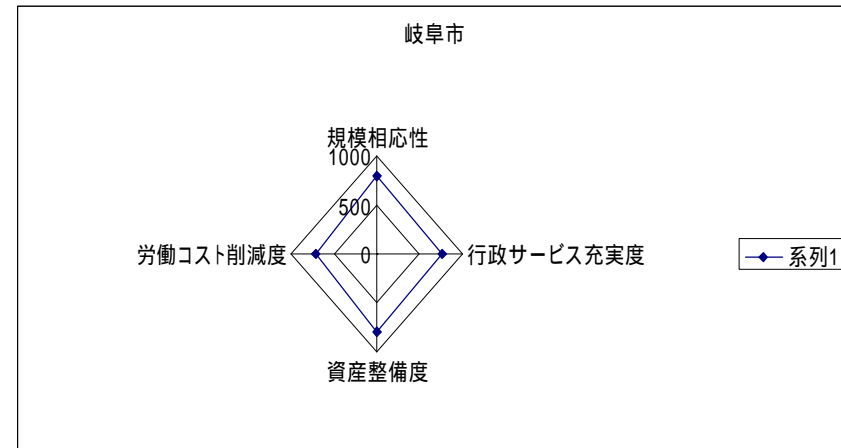 岐阜市
規模相応性
1000
500
0
労働コスト削減度
行政サービス充実度
資産整備度
系列1